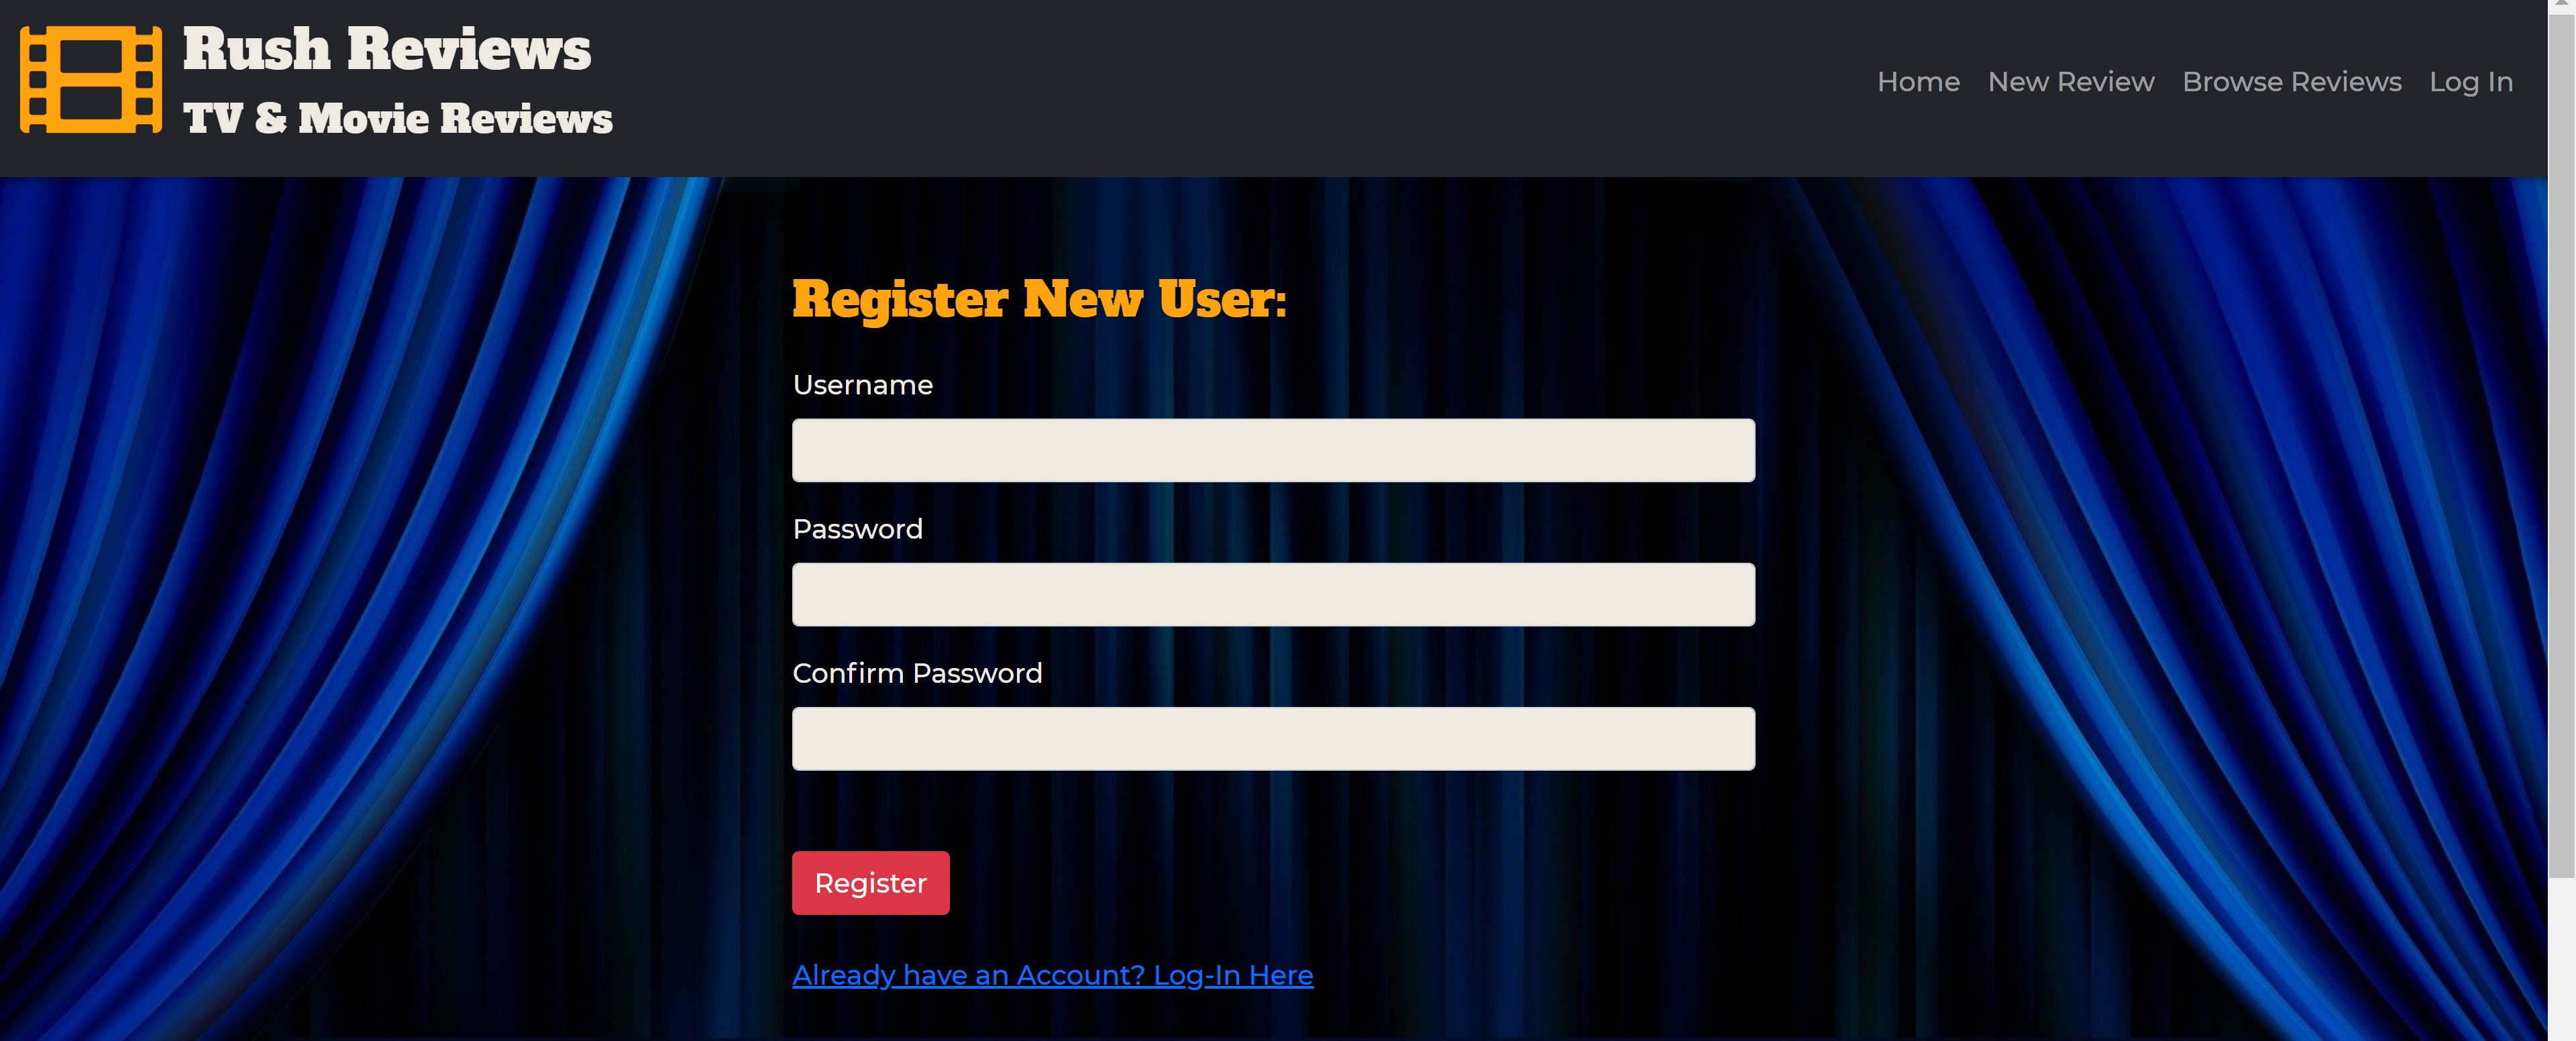 Rush Reviews
TV & Movie Reviews
Home New Review Browse Reviews Log In
Register New User:
Username
Password
Confirm Password
Register
Already have an Account? Log-In Here